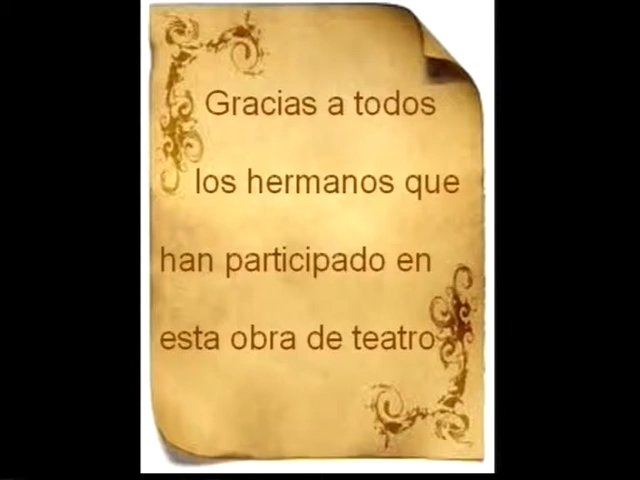 Gracias a todos
los hermanos que
han participado en
esta obra de teatro